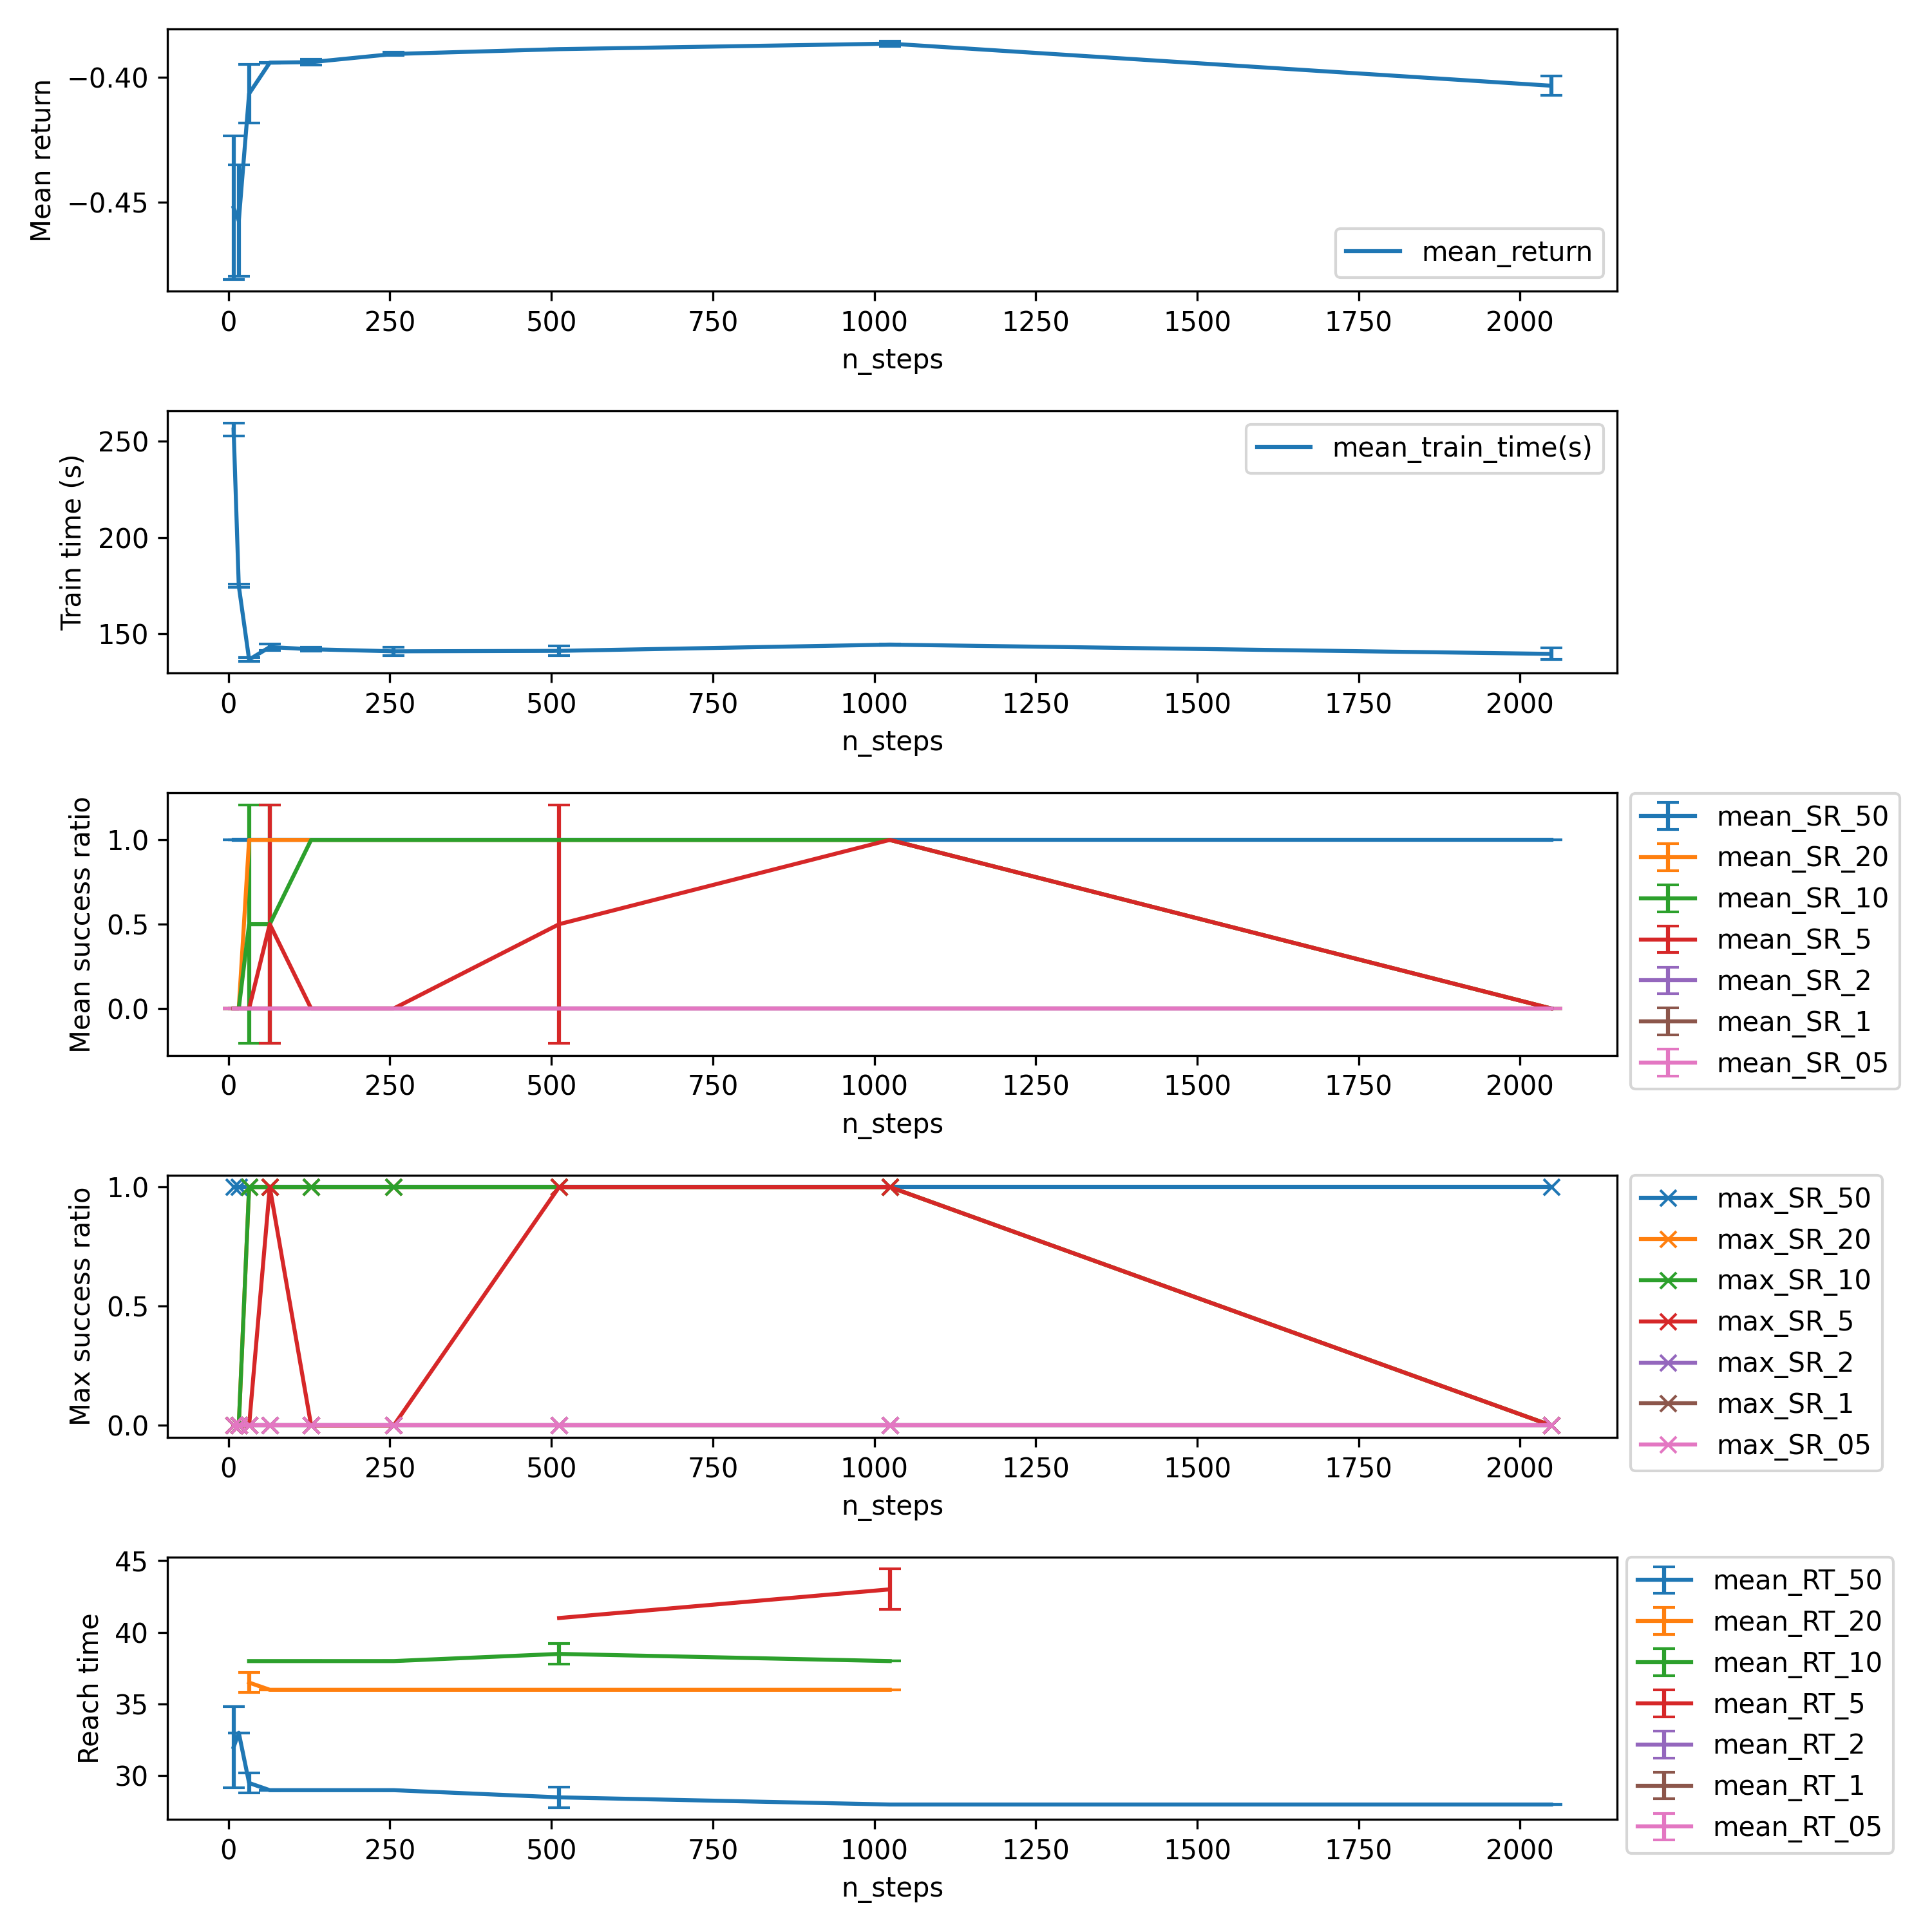 Mean return
−0.40
−0.45
mean_return
0 250 500 750 1000 1250 1500 1750 2000
n_steps
Train time (s)
250
200
150
mean_train_time(s)
0 250 500 750 1000 1250 1500 1750 2000
n_steps
Mean success ratio
1.0
0.5
0.0
mean_SR_50
mean_SR_20
mean_SR_10
mean_SR_5
mean_SR_2
mean_SR_1
mean_SR_05
0 250 500 750 1000 1250 1500 1750 2000
n_steps
Max success ratio
1.0
0.5
0.0
max_SR_50
max_SR_20
max_SR_10
max_SR_5
max_SR_2
max_SR_1
max_SR_05
0 250 500 750 1000 1250 1500 1750 2000
n_steps
Reach time
45
40
35
30
mean_RT_50
mean_RT_20
mean_RT_10
mean_RT_5
mean_RT_2
mean_RT_1
mean_RT_05
0 250 500 750 1000 1250 1500 1750 2000
n_steps